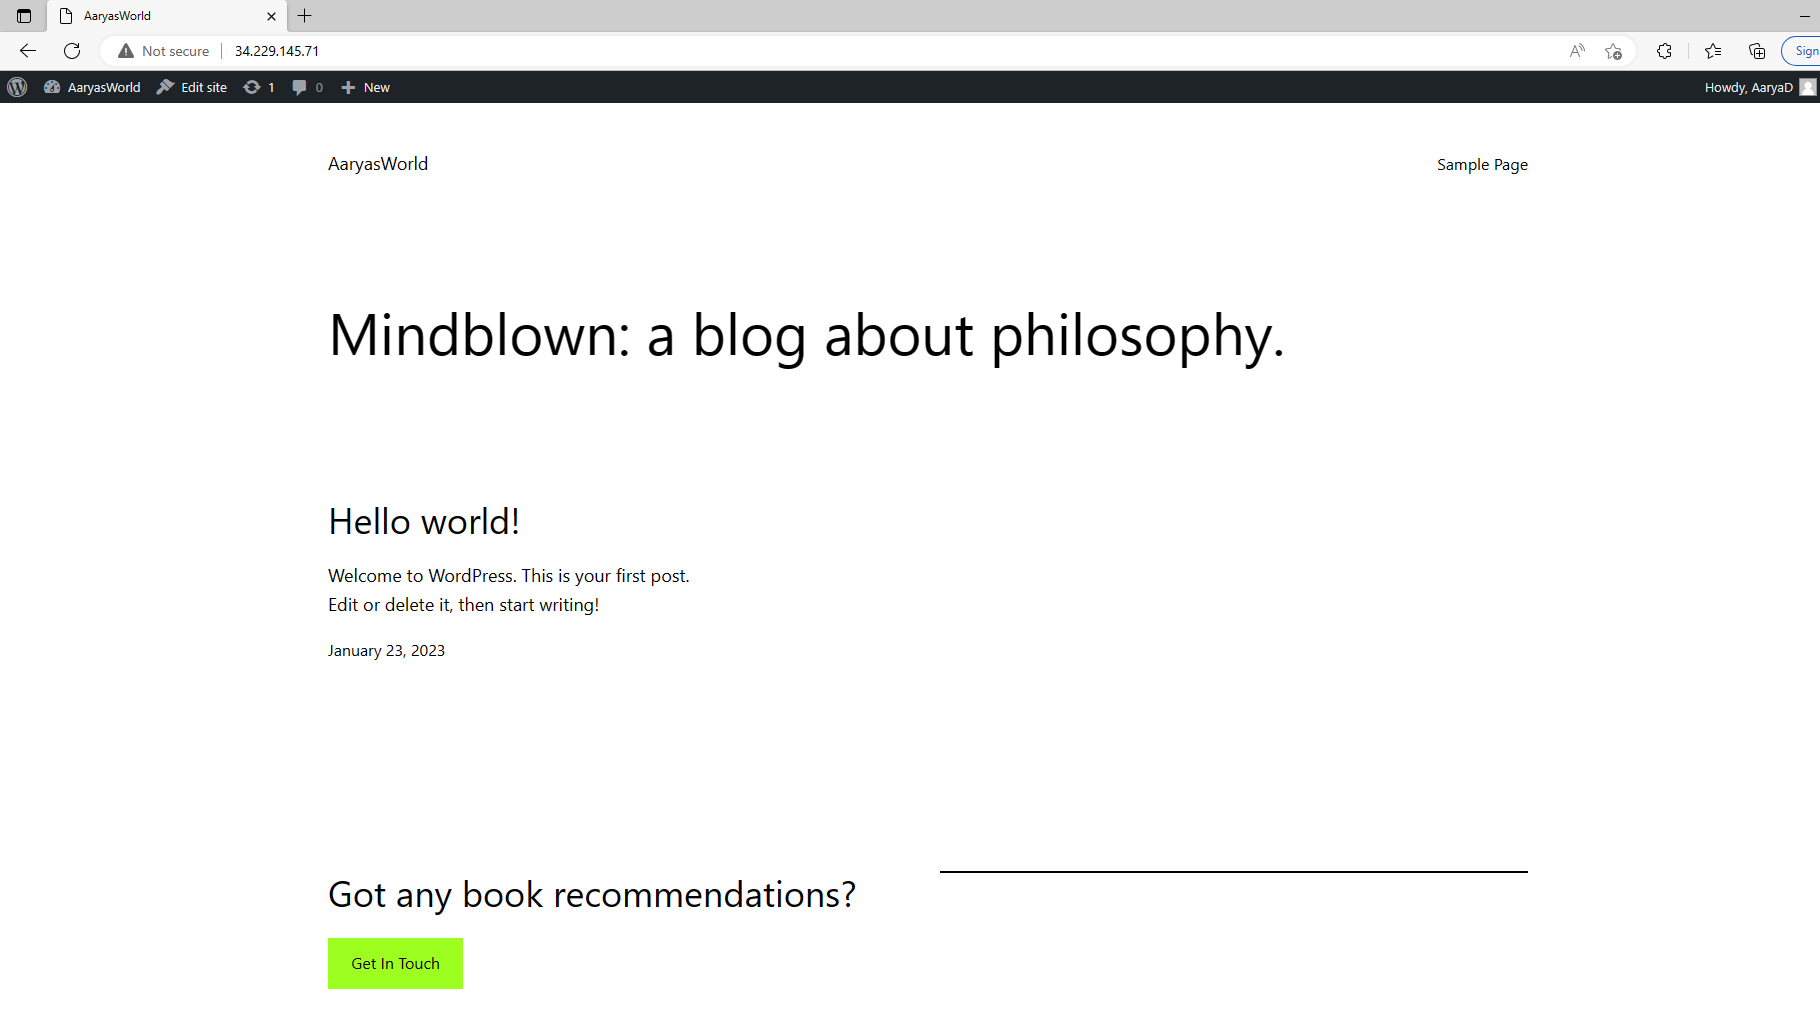 AaryasWorld
Not secure 34.229.145.71
Sign
AaryasWorld Edit site 1 0 New Howdy, AaryaD
AaryasWorld Sample Page
Mindblown: a blog about philosophy.
Hello world!
Welcome to WordPress. This is your first post.
Edit or delete it, then start writing!
January 23, 2023
Got any book recommendations?
Get In Touch